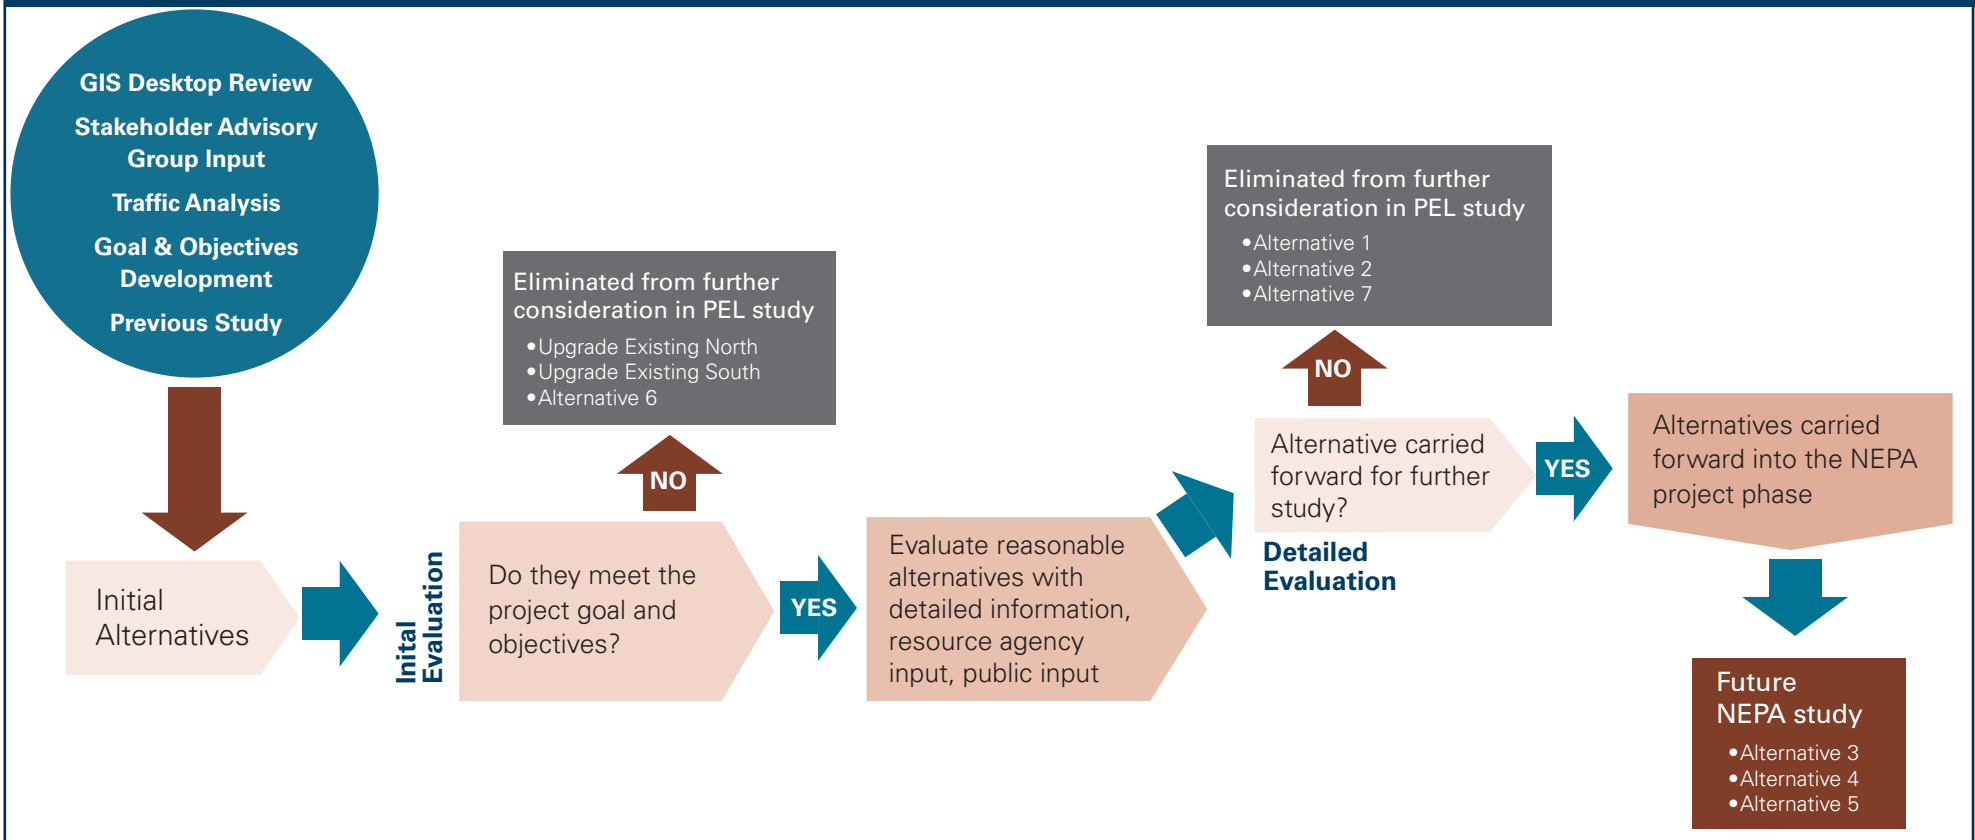 GIS Desktop Review
Stakeholder Advisory
Group Input
Traffic Analysis
Goal & Objectives
Development
Previous Study
Initial
Alternatives
Inital
Evaluation
Do they meet the
project goal and
objectives?
NO
Eliminated from further
consideration in PEL study
•Upgrade Existing North
•Upgrade Existing South
•Alternative 6
YES
Evaluate reasonable
alternatives with
detailed information,
resource agency
input, public input
Alternative carried
forward for further
study?
Detailed
Evaluation
NO
Eliminated from further
consideration in PEL study
•Alternative 1
•Alternative 2
•Alternative 7
YES
Alternatives carried
forward into the NEPA
project phase
Future
NEPA study
•Alternative 3
•Alternative 4
•Alternative 5